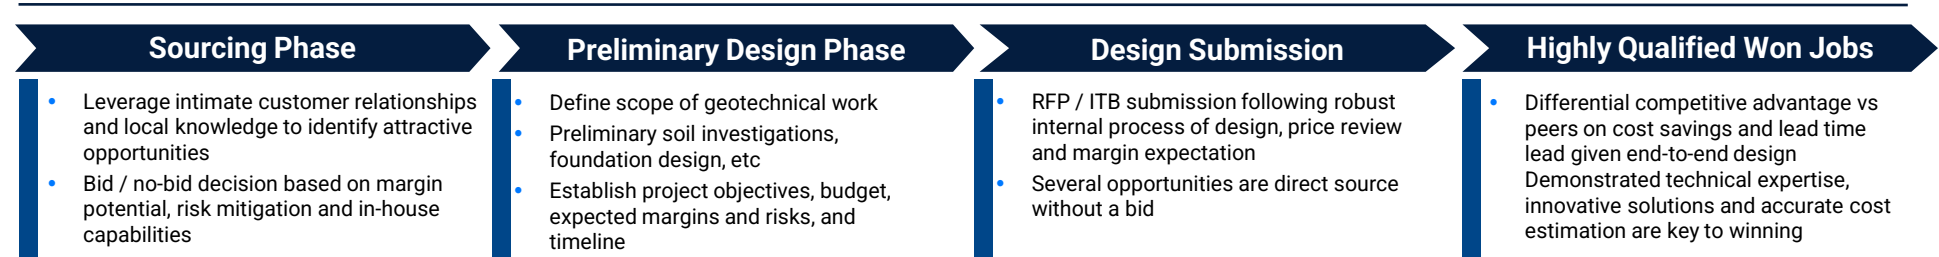 Sourcing Phase
• Leverage intimate customer relationships
and local knowledge to identify attractive
opportunities
• Bid / no-bid decision based on margin
potential, risk mitigation and in-house
capabilities
Preliminary Design Phase
• Define scope of geotechnical work
• Preliminary soil investigations,
foundation design, etc
• Establish project objectives, budget,
expected margins and risks, and
timeline
Design Submission
• RFP / ITB submission following robust
internal process of design, price review
and margin expectation
• Several opportunities are direct source
without a bid
Highly Qualified Won Jobs
• Differential competitive advantage vs
peers on cost savings and lead time
lead given end-to-end design
Demonstrated technical expertise,
innovative solutions and accurate cost
estimation are key to winning